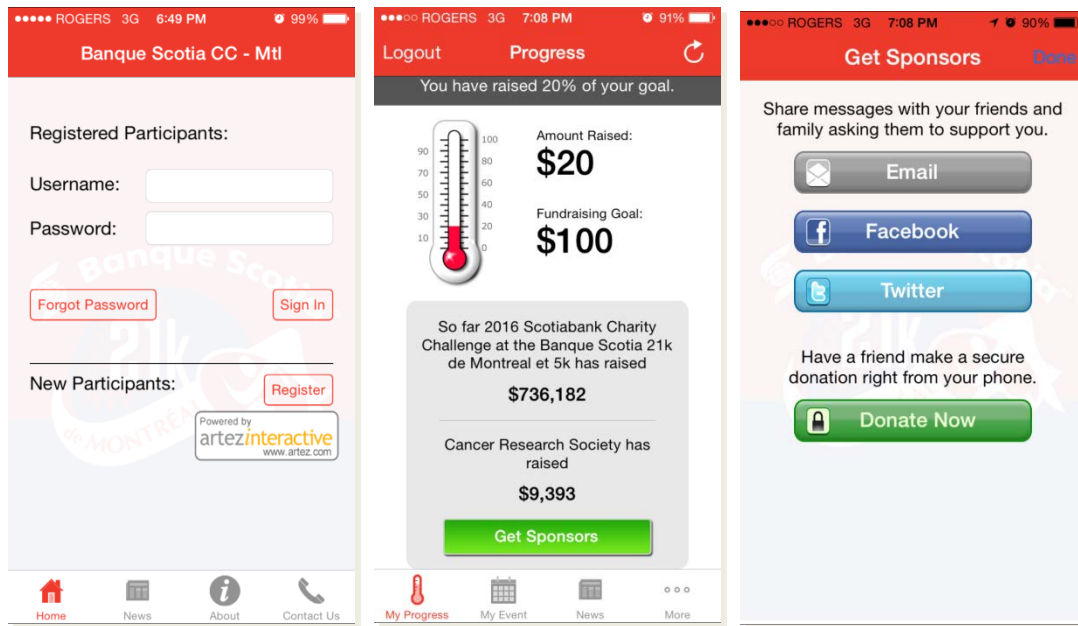 ROGERS 3G 6:49 PM 99%
Banque Scotia CC - Mtl
Registered Participants:
Username:
Password:
Banque Scotia
21k
de MONTRÉAL
Forgot Password
Sign In
New Participants:
Register
Powered by
artezinteractive
www.artez.com
Home
News
About
Contact Us
ROGERS 3G 7:08 PM 91%
Logout
Progress
You have raised 20% of your goal.
100
90
80
70
60
50
40
30
20
10
0
Amount Raised:
$20
Fundraising Goal:
$100
So far 2016 Scotiabank Charity
Challenge at the Banque Scotia 21k
de Montreal et 5k has raised
$736,182
Cancer Research Society has
raised
$9,393
Get Sponsors
My Progress
My Event
News
More
ROGERS 3G 7:08 PM 90%
Get Sponsors
Done
Share messages with your friends and
family asking them to support you.
Email
Facebook
Twitter
Have a friend make a secure
donation right from your phone.
Donate Now